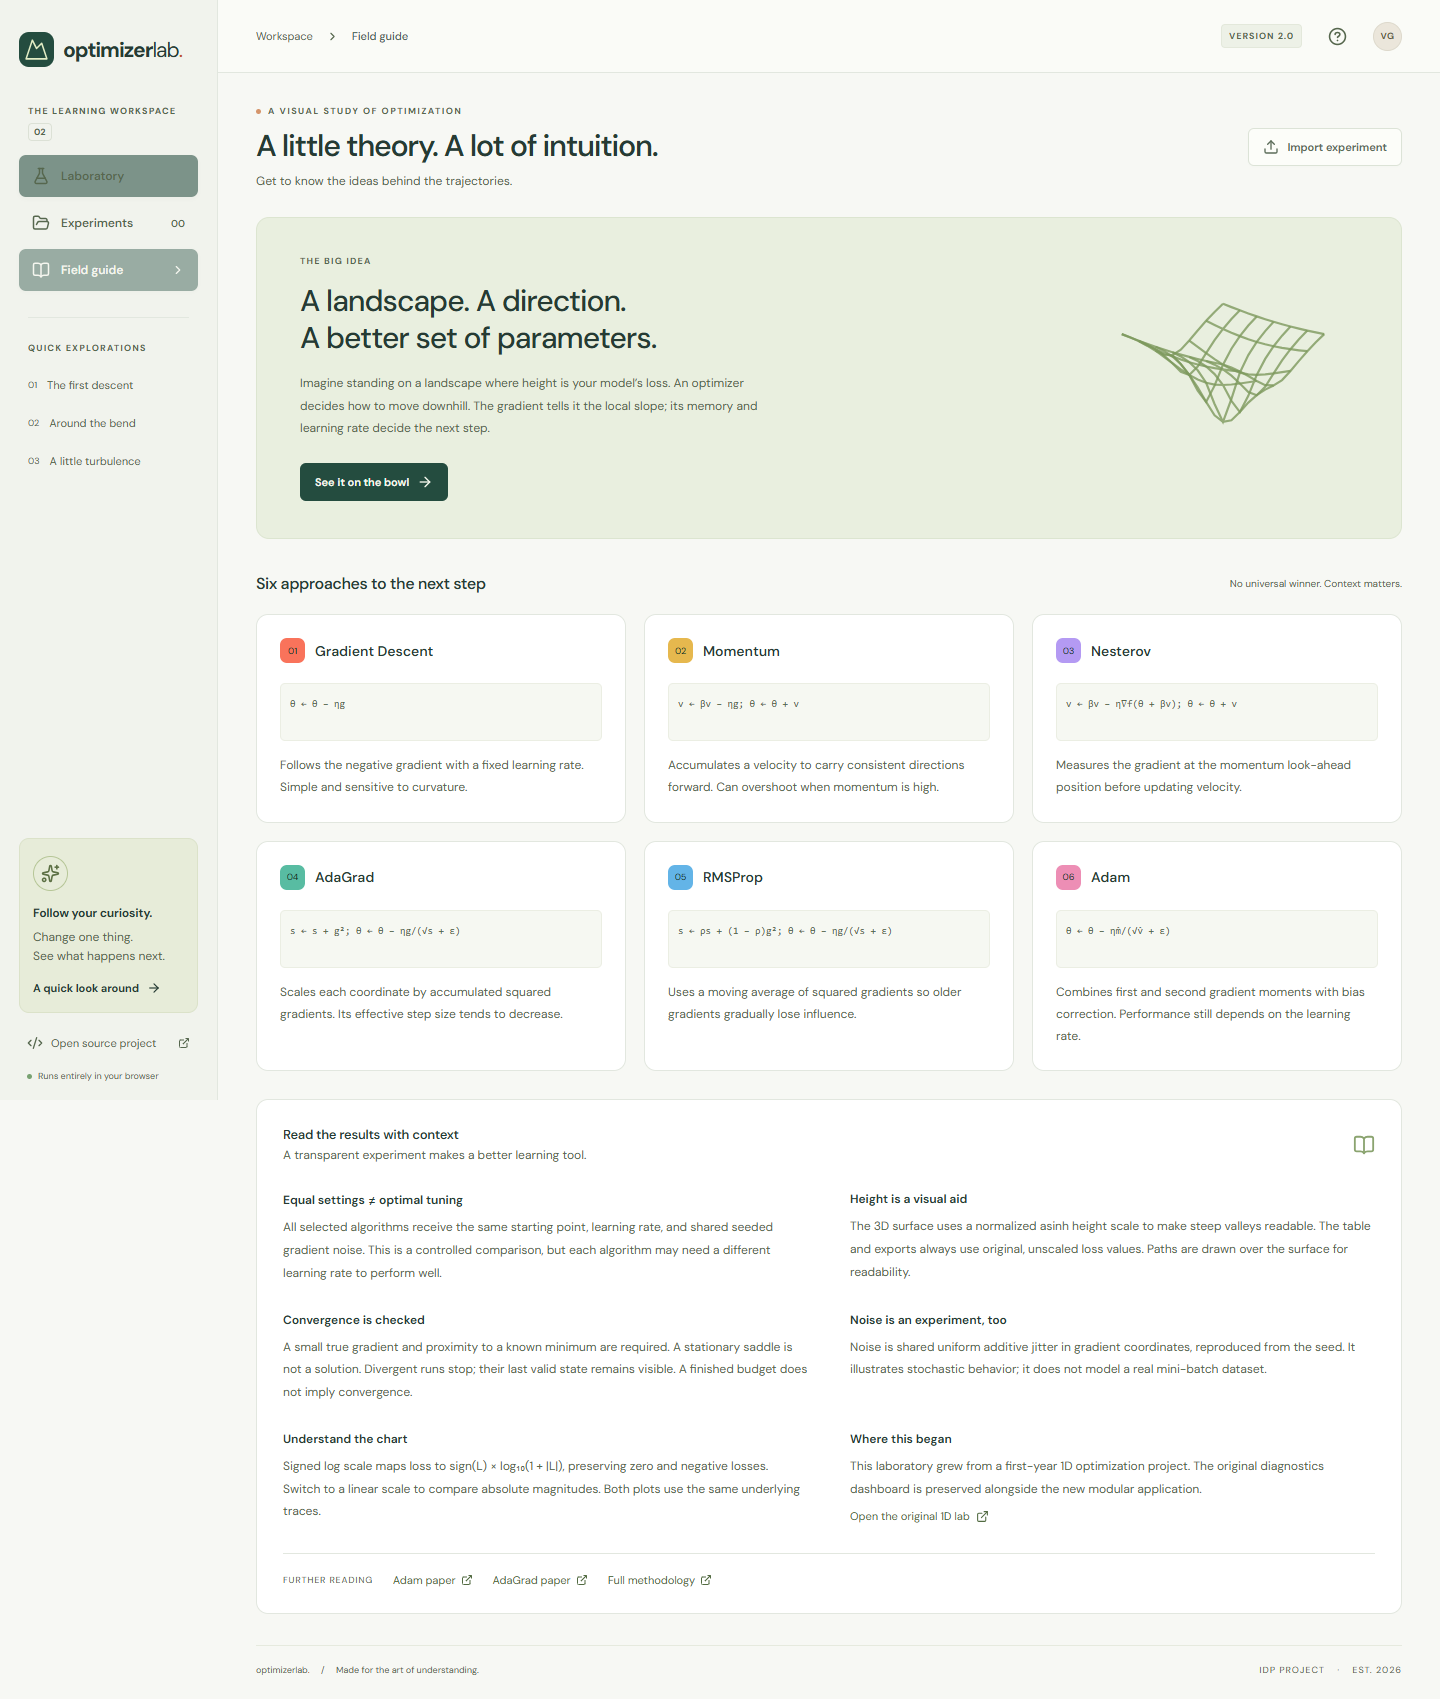 optimizerlab.
THE LEARNING WORKSPACE
02
Laboratory
Experiments 00
Field guide
QUICK EXPLORATIONS
01 The first descent
02 Around the bend
03 A little turbulence
Follow your curiosity.
Change one thing.
See what happens next.
A quick look around
Open source project
Runs entirely in your browser
Workspace Field guide
VERSION 2.0
VG
A VISUAL STUDY OF OPTIMIZATION
A little theory. A lot of intuition.
Get to know the ideas behind the trajectories.
Import experiment
THE BIG IDEA
A landscape. A direction.
A better set of parameters.
Imagine standing on a landscape where height is your model's loss. An optimizer
decides how to move downhill. The gradient tells it the local slope; its memory and
learning rate decide the next step.
See it on the bowl
Six approaches to the next step
No universal winner. Context matters.
01 Gradient Descent
θ ← θ − ηg
Follows the negative gradient with a fixed learning rate.
Simple and sensitive to curvature.
02 Momentum
v ← βv − ηg; θ ← θ + v
Accumulates a velocity to carry consistent directions
forward. Can overshoot when momentum is high.
03 Nesterov
v ← βv − η∇f(θ + βv); θ ← θ + v
Measures the gradient at the momentum look-ahead
position before updating velocity.
04 AdaGrad
s ← s + g²; θ ← θ − ηg/(√s + ε)
Scales each coordinate by accumulated squared
gradients. Its effective step size tends to decrease.
05 RMSProp
s ← ρs + (1 − ρ)g²; θ ← θ − ηg/(√s + ε)
Uses a moving average of squared gradients so older
gradients gradually lose influence.
06 Adam
θ ← θ − ηm̂/(√v̂ + ε)
Combines first and second gradient moments with bias
correction. Performance still depends on the learning
rate.
Read the results with context
A transparent experiment makes a better learning tool.
Equal settings ≠ optimal tuning
All selected algorithms receive the same starting point, learning rate, and shared seeded
gradient noise. This is a controlled comparison, but each algorithm may need a different
learning rate to perform well.
Height is a visual aid
The 3D surface uses a normalized asinh height scale to make steep valleys readable. The table
and exports always use original, unscaled loss values. Paths are drawn over the surface for
readability.
Convergence is checked
A small true gradient and proximity to a known minimum are required. A stationary saddle is
not a solution. Divergent runs stop; their last valid state remains visible. A finished budget does
not imply convergence.
Noise is an experiment, too
Noise is shared uniform additive jitter in gradient coordinates, reproduced from the seed. It
illustrates stochastic behavior; it does not model a real mini-batch dataset.
Understand the chart
Signed log scale maps loss to sign(L) × log₁₀(1 + |L|), preserving zero and negative losses.
Switch to a linear scale to compare absolute magnitudes. Both plots use the same underlying
traces.
Where this began
This laboratory grew from a first-year 1D optimization project. The original diagnostics
dashboard is preserved alongside the new modular application.
Open the original 1D lab
FURTHER READING Adam paper AdaGrad paper Full methodology
optimizerlab. / Made for the art of understanding.
IDP PROJECT · EST. 2026